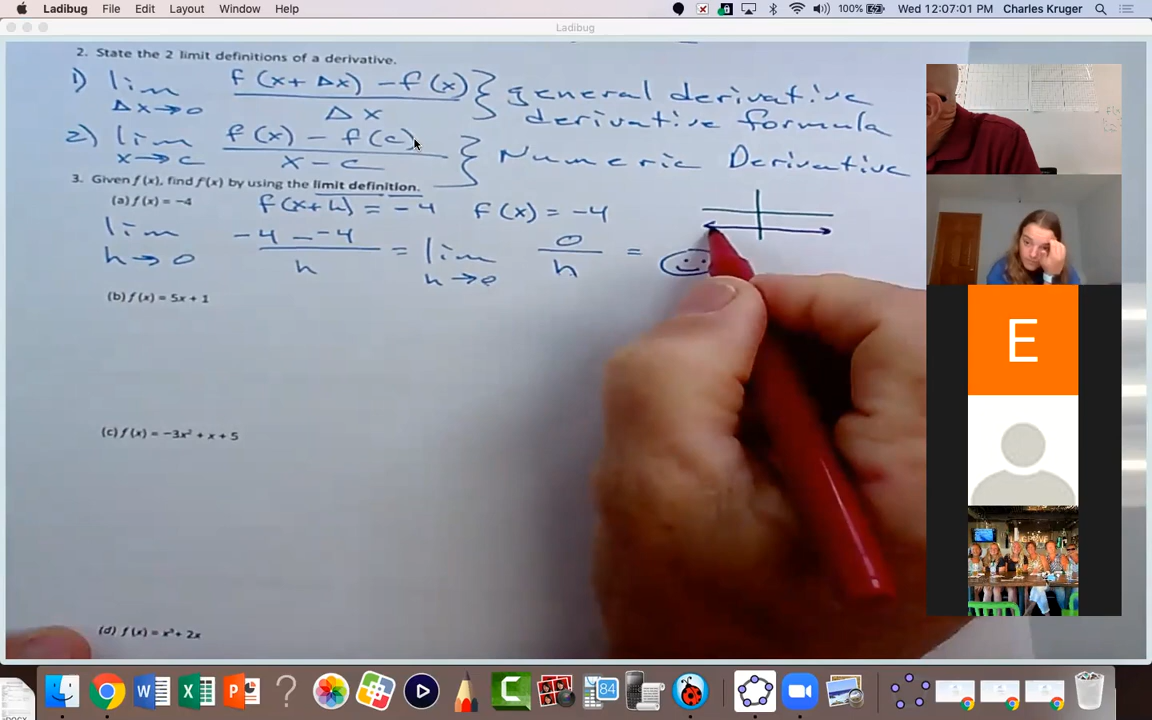 Ladibug File Edit Layout Window Help 100% Wed 12:07:01 PM Charles Kruger
Ladibug
2. State the 2 limit definitions of a derivative.
1) lim Δx→0 f(x+Δx) - f(x) / Δx } general derivative
derivative formula
2) lim x→c f(x) - f(c) / x - c } Numeric Derivative
3. Given f(x), find f'(x) by using the limit definition.
(a) f(x) = -4 f(x+h) = -4 f(x) = -4
lim h→0 -4 - -4 / h = lim h→0 0 / h =
(b) f(x) = 5x + 1
(c) f(x) = -3x² + x + 5
(d) f(x) = x³ + 2x
E
84